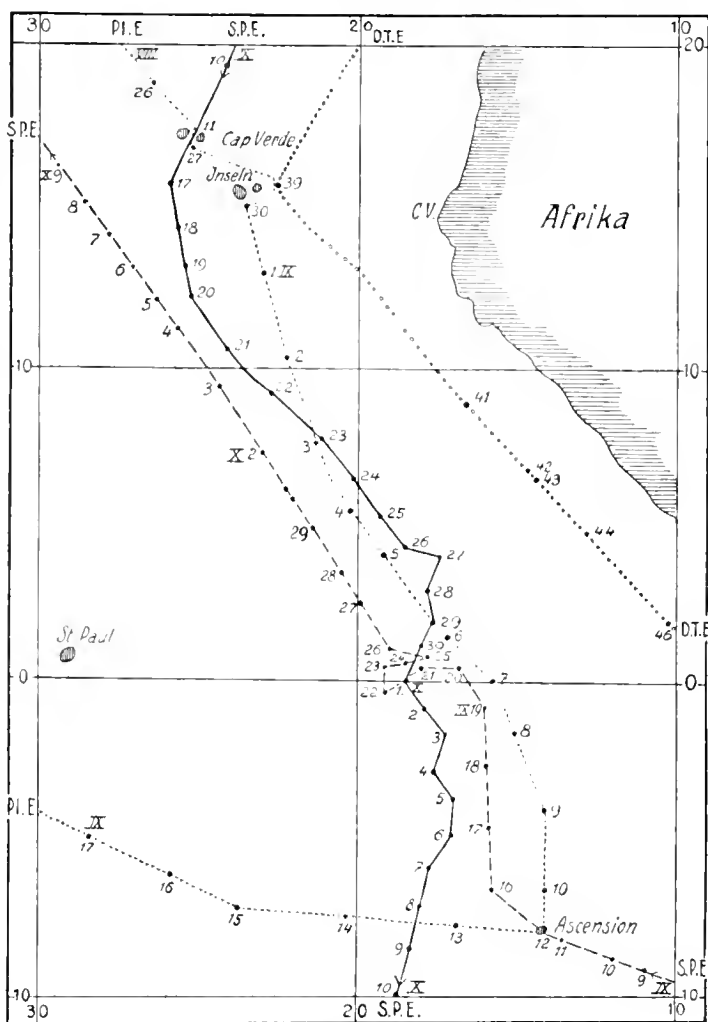 30 Pl.E S.P.E. 20 D.T.E 10
20
XIII 10 X
26
11
S.P.E. Cap Verde
27
X 9 17 Jnseln 39
8 30 C.V. Afrika
7 18
6 19 1.IX
5 20
4 21 2
10 10
3 22 41
23
X 2 3
24 42
43
29 4 25 44
26
28 5 27
27 28
29 46 D.T.E
St Paul 6
26 30
24 25
23 21 20
0 22 1. X 7 0
2 IX 19
3 8
4 18
Pl.E 5 9
IX 6 17
17
16 7 16 10
15 8
14 13 12 Ascension
9 11
10 S.P.E.
9
10 10 X IX 10
30 20 10
S.P.E.